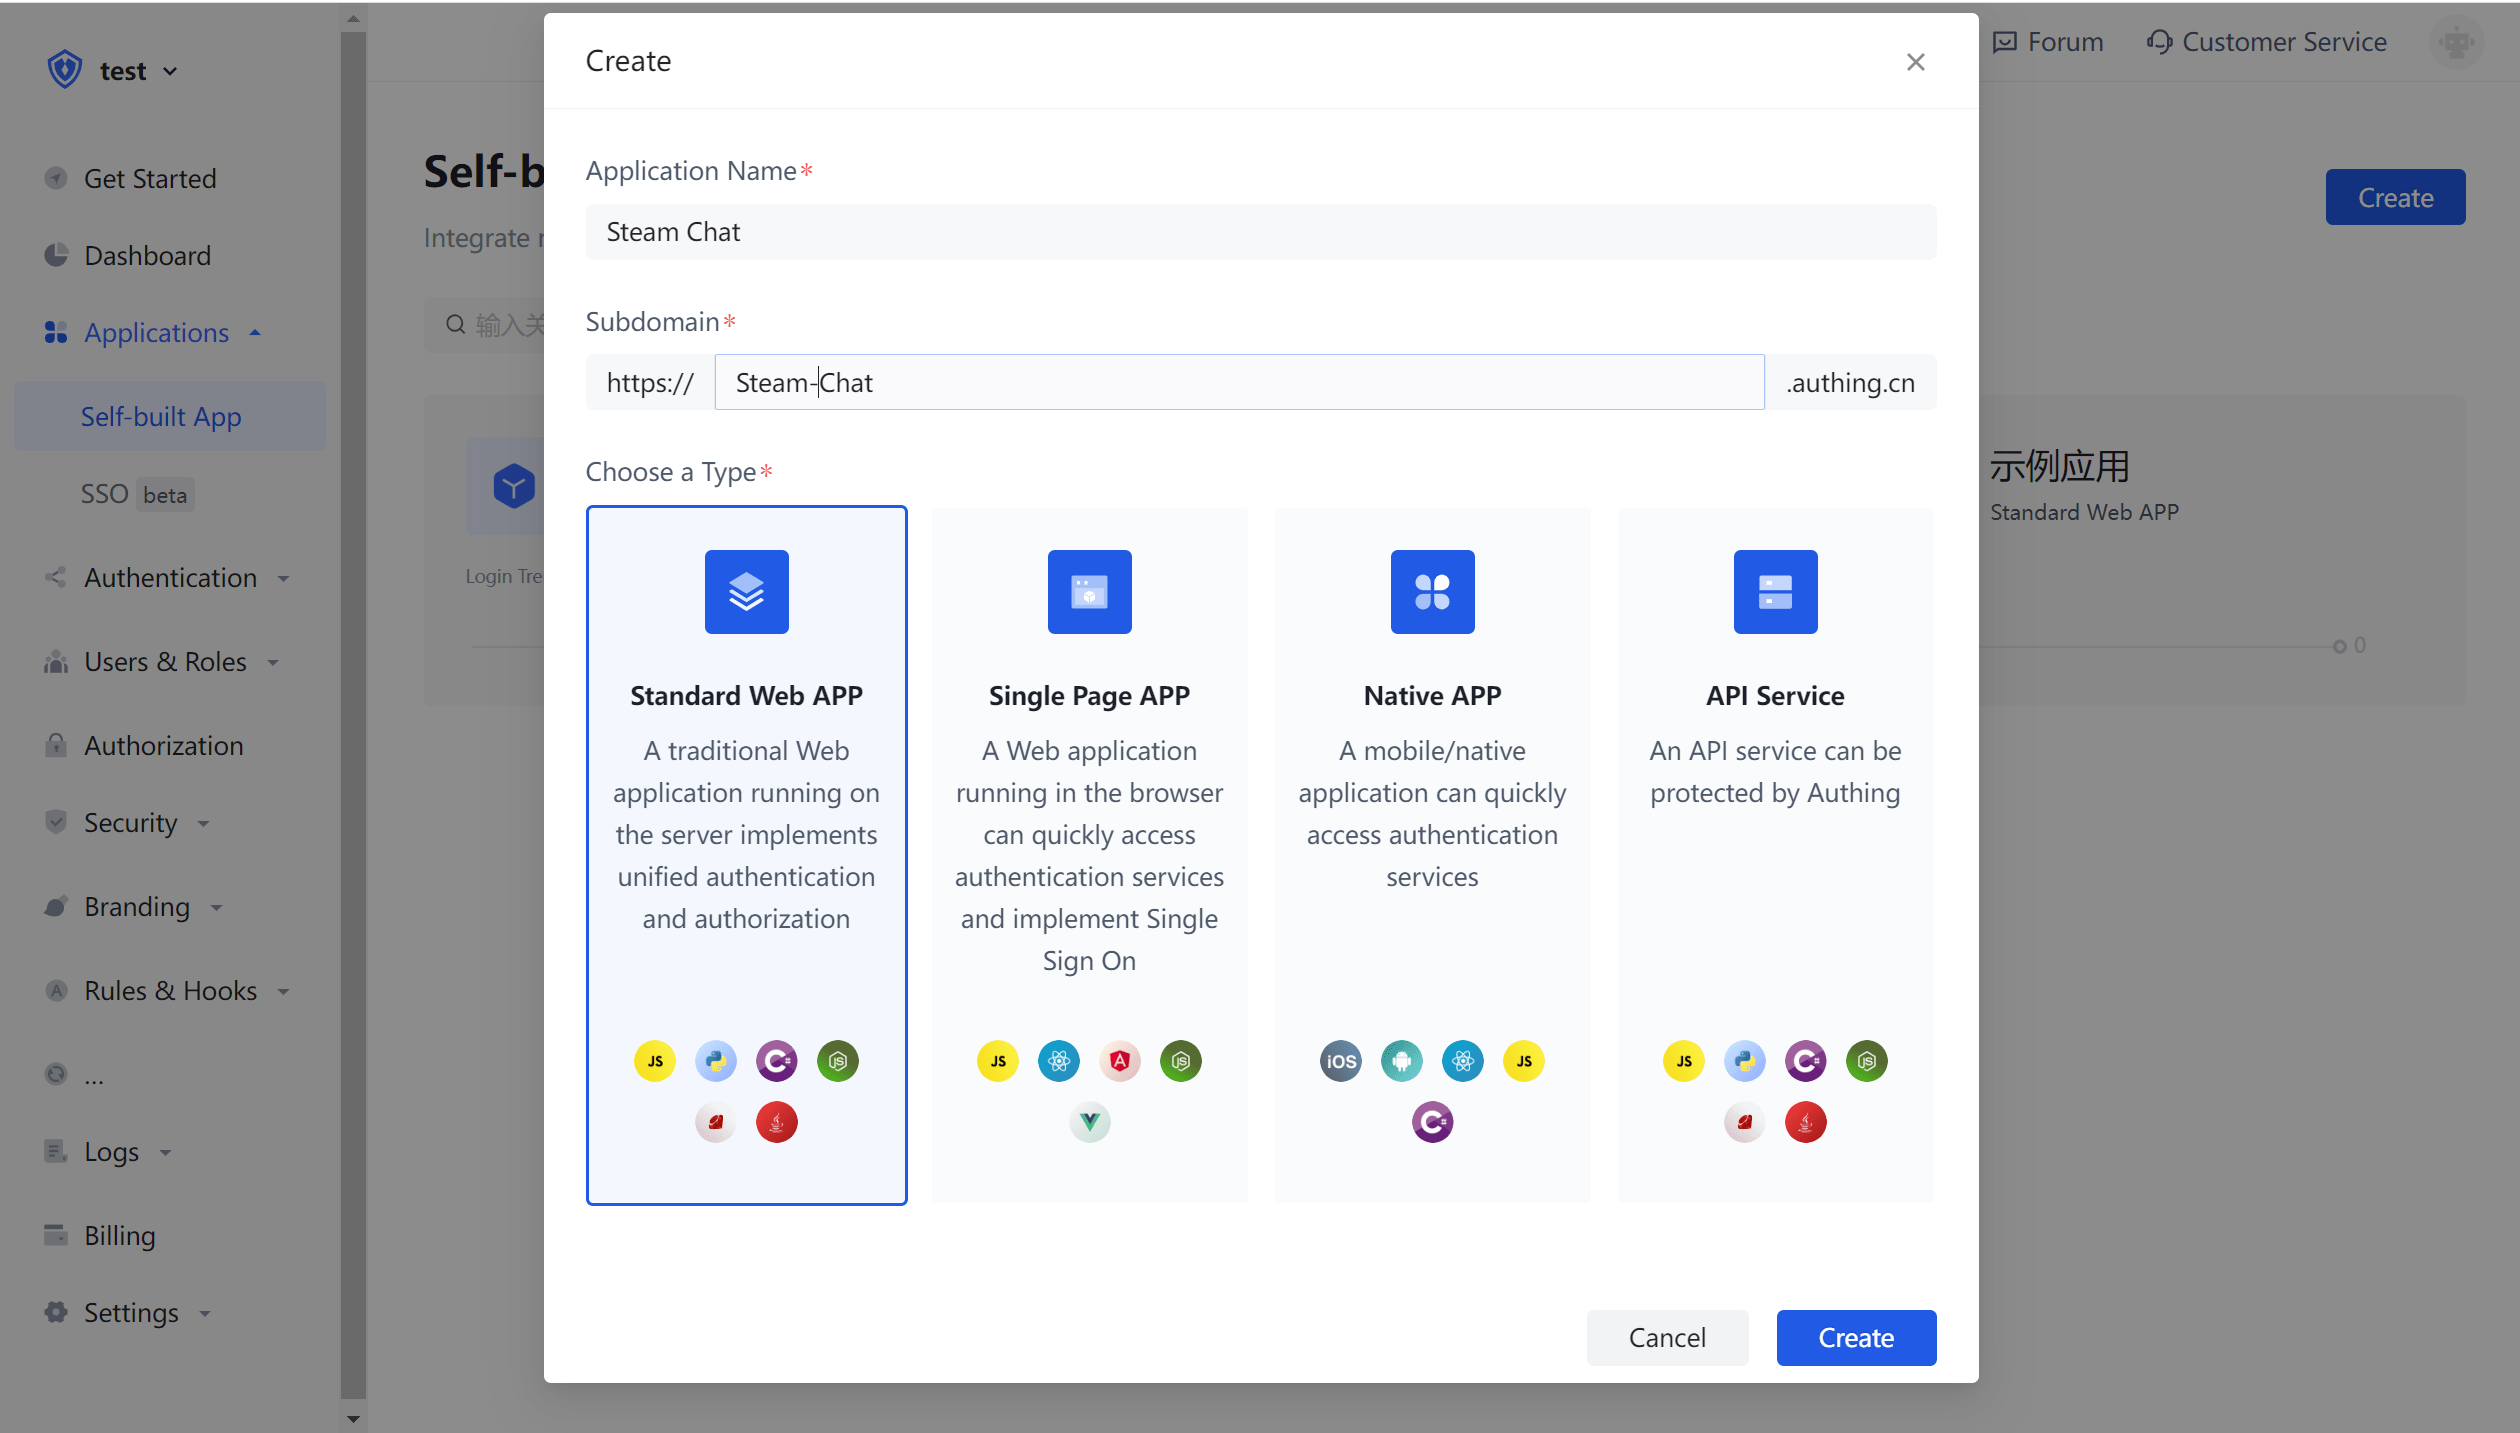 test
Get Started
Dashboard
Applications
Self-built App
SSO beta
Authentication
Users & Roles
Authorization
Security
Branding
Rules & Hooks
...
Logs
Billing
Settings
Forum
Customer Service
Self-b
Integrate
Create
输入关
Login Tre
示例应用
Standard Web APP
0
Create
Application Name*
Steam Chat
Subdomain*
https:// Steam-Chat .authing.cn
Choose a Type*
Standard Web APP
A traditional Web
application running on
the server implements
unified authentication
and authorization
JS
JS
Single Page APP
A Web application
running in the browser
can quickly access
authentication services
and implement Single
Sign On
JS
JS
Native APP
A mobile/native
application can quickly
access authentication
services
iOS
JS
API Service
An API service can be
protected by Authing
JS
JS
Cancel
Create